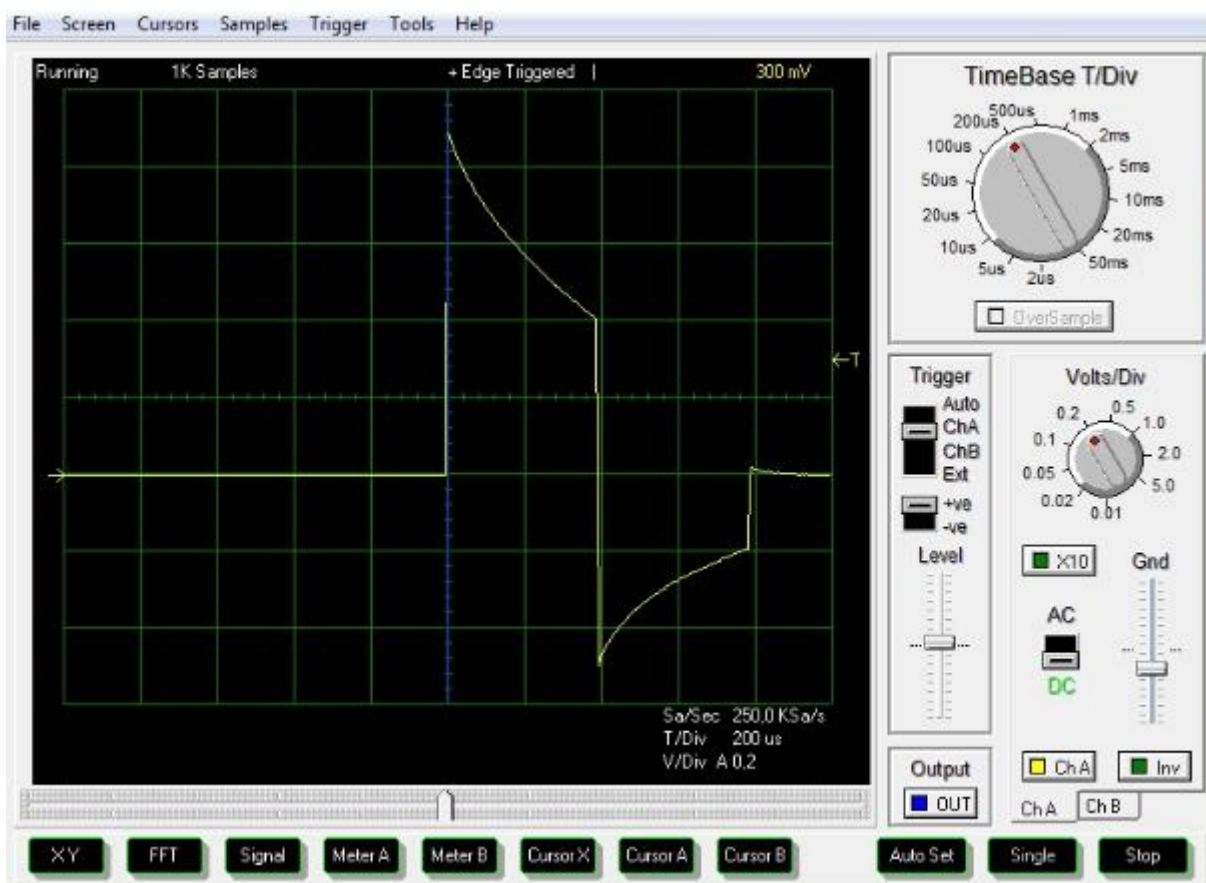 File Screen Cursors Samples Trigger Tools Help
Running 1K Samples + Edge Triggered | 300 mV
T
Sa/Sec 250,0 KSa/s
T/Div 200 us
V/Div A 0,2
TimeBase T/Div
500us
200us
1ms
100us
2ms
50us
5ms
20us
10ms
10us
20ms
5us
2us
50ms
OverSample
Trigger
Auto
ChA
ChB
Ext
+ve
-ve
Level
Volts/Div
0.2
0.5
0.1
1.0
0.05
2.0
0.02
0.01
5.0
X10
Gnd
AC
DC
Ch A
Inv
Ch A
Ch B
Output
OUT
XY FFT Signal Meter A Meter B Cursor X Cursor A Cursor B Auto Set Single Stop